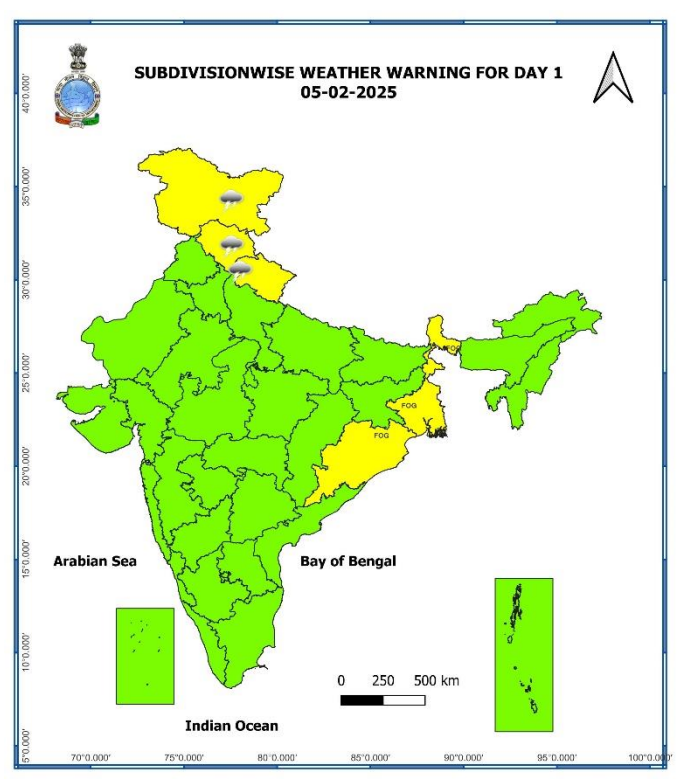 SUBDIVISIONWISE WEATHER WARNING FOR DAY 1
05-02-2025
40°0.000'
35°0.000'
30°0.000'
25°0.000'
20°0.000'
15°0.000'
10°0.000'
5°0.000'
FOG
FOG
FOG
Arabian Sea
Bay of Bengal
0 250 500 km
Indian Ocean
70°0.000' 75°0.000' 80°0.000' 85°0.000' 90°0.000' 95°0.000' 100°0.000'